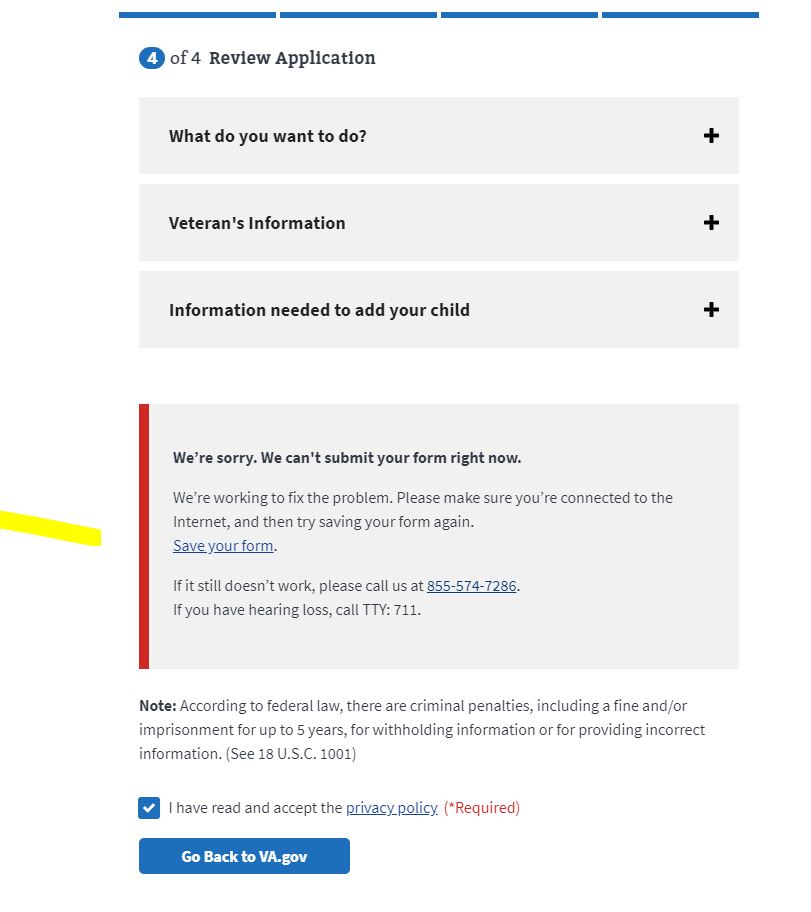 4 of 4 Review Application
What do you want to do?
Veteran's Information
Information needed to add your child
We’re sorry. We can't submit your form right now.
We’re working to fix the problem. Please make sure you’re connected to the
Internet, and then try saving your form again.
Save your form.
If it still doesn’t work, please call us at 855-574-7286.
If you have hearing loss, call TTY: 711.
Note: According to federal law, there are criminal penalties, including a fine and/or
imprisonment for up to 5 years, for withholding information or for providing incorrect
information. (See 18 U.S.C. 1001)
I have read and accept the privacy policy (*Required)
Go Back to VA.gov